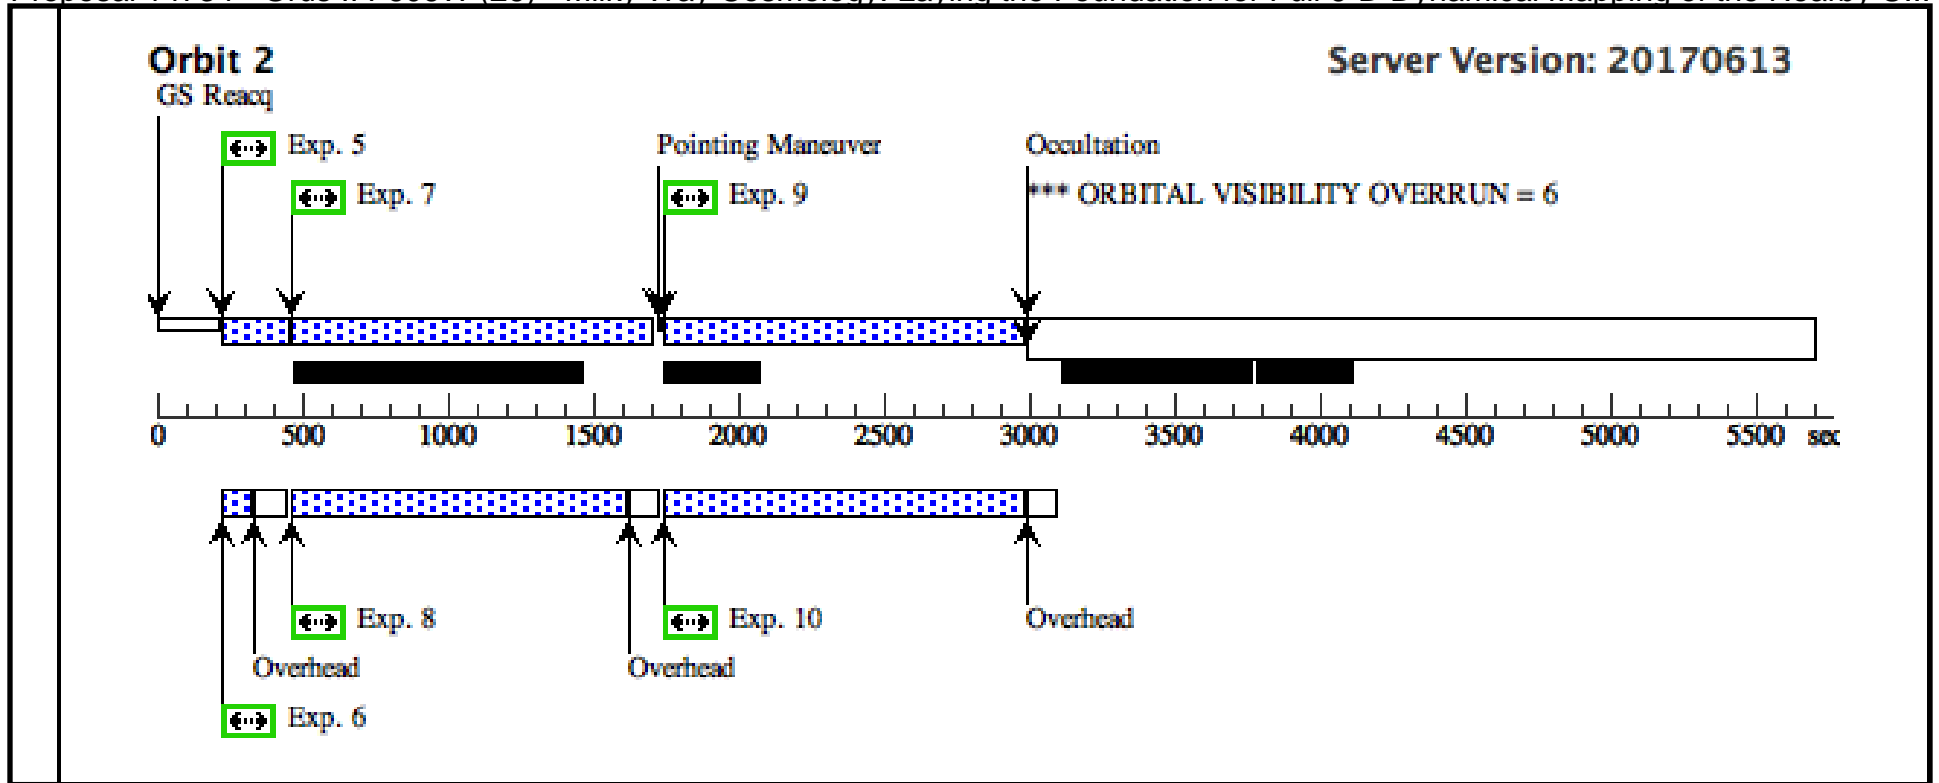 Orbit 2
Server Version: 20170613
GS Reacq
Exp. 5
Pointing Maneuver
Occultation
Exp. 7
Exp. 9
*** ORBITAL VISIBILITY OVERRUN = 6
0 500 1000 1500 2000 2500 3000 3500 4000 4500 5000 5500 sec
Exp. 8
Exp. 10
Overhead
Overhead
Overhead
Exp. 6